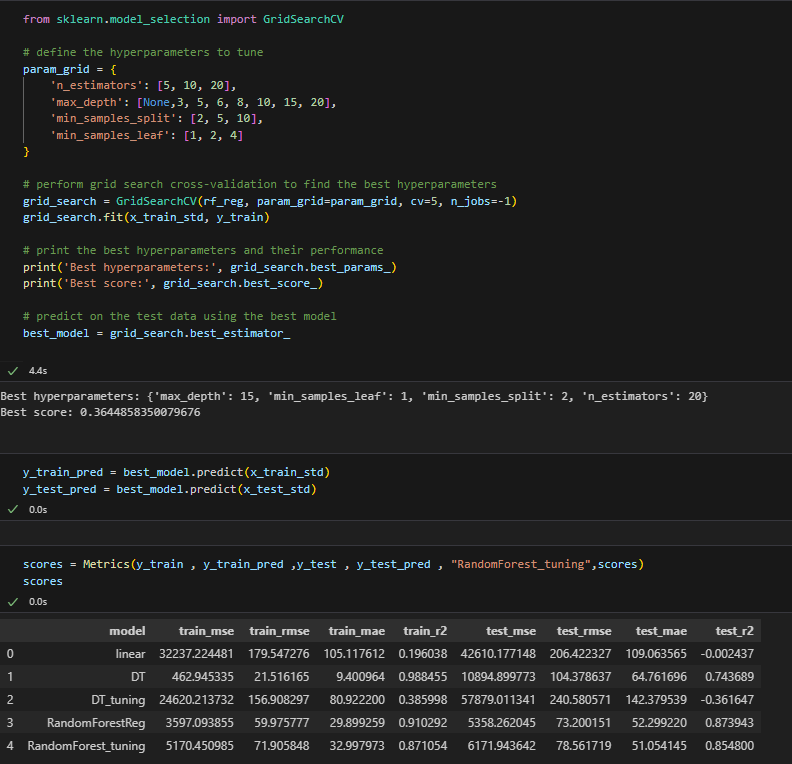 from sklearn.model_selection import GridSearchCV
# define the hyperparameters to tune
param_grid = {
    'n_estimators': [5, 10, 20],
    'max_depth': [None,3, 5, 6, 8, 10, 15, 20],
    'min_samples_split': [2, 5, 10],
    'min_samples_leaf': [1, 2, 4]
}
# perform grid search cross-validation to find the best hyperparameters
grid_search = GridSearchCV(rf_reg, param_grid=param_grid, cv=5, n_jobs=-1)
grid_search.fit(x_train_std, y_train)
# print the best hyperparameters and their performance
print('Best hyperparameters:', grid_search.best_params_)
print('Best score:', grid_search.best_score_)
# predict on the test data using the best model
best_model = grid_search.best_estimator_
4.4s
Best hyperparameters: {'max_depth': 15, 'min_samples_leaf': 1, 'min_samples_split': 2, 'n_estimators': 20}
Best score: 0.3644858350079676
y_train_pred = best_model.predict(x_train_std)
y_test_pred = best_model.predict(x_test_std)
0.0s
scores = Metrics(y_train , y_train_pred ,y_test , y_test_pred , "RandomForest_tuning",scores)
scores
0.0s
model train_mse train_rmse train_mae train_r2 test_mse test_rmse test_mae test_r2
0 linear 32237.224481 179.547276 105.117612 0.196038 42610.177148 206.422327 109.063565 -0.002437
1 DT 462.945335 21.516165 9.400964 0.988455 10894.899773 104.378637 64.761696 0.743689
2 DT_tuning 24620.213732 156.908297 80.922200 0.385998 57879.011341 240.580571 142.379539 -0.361647
3 RandomForestReg 3597.093855 59.975777 29.899259 0.910292 5358.262045 73.200151 52.299220 0.873943
4 RandomForest_tuning 5170.450985 71.905848 32.997973 0.871054 6171.943642 78.561719 51.054145 0.854800